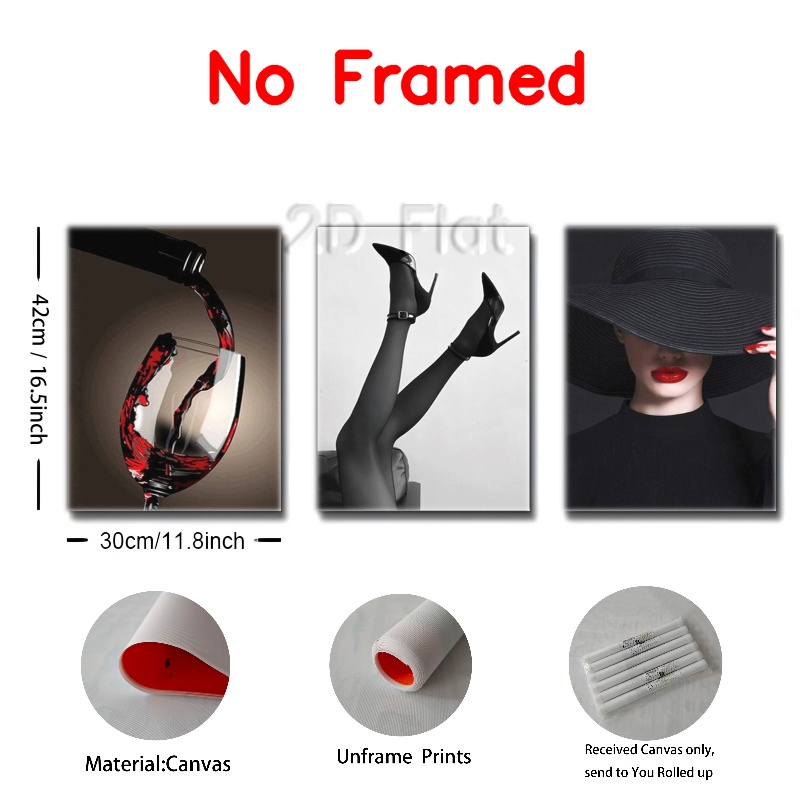 No Framed
2.D Flat.
42cm / 16.5inch
30cm/11.8inch
Material:Canvas
Unframe Prints
Received Canvas only,
send to You Rolled up